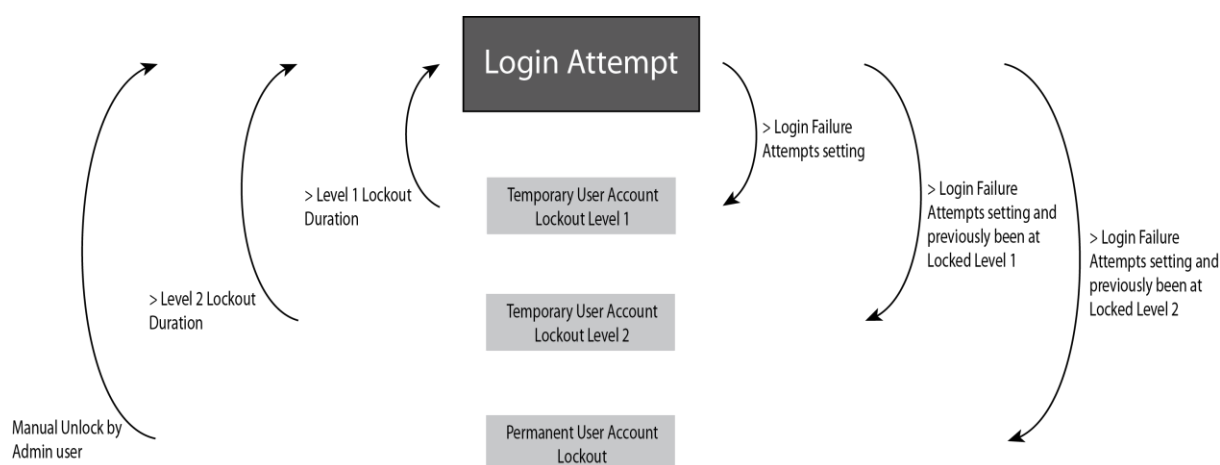 Login Attempt
> Login Failure
Attempts setting
> Level 1 Lockout
Duration
Temporary User Account
Lockout Level 1
> Login Failure
Attempts setting and
previously been at
Locked Level 1
> Login Failure
Attempts setting and
previously been at
Locked Level 2
> Level 2 Lockout
Duration
Temporary User Account
Lockout Level 2
Manual Unlock by
Admin user
Permanent User Account
Lockout